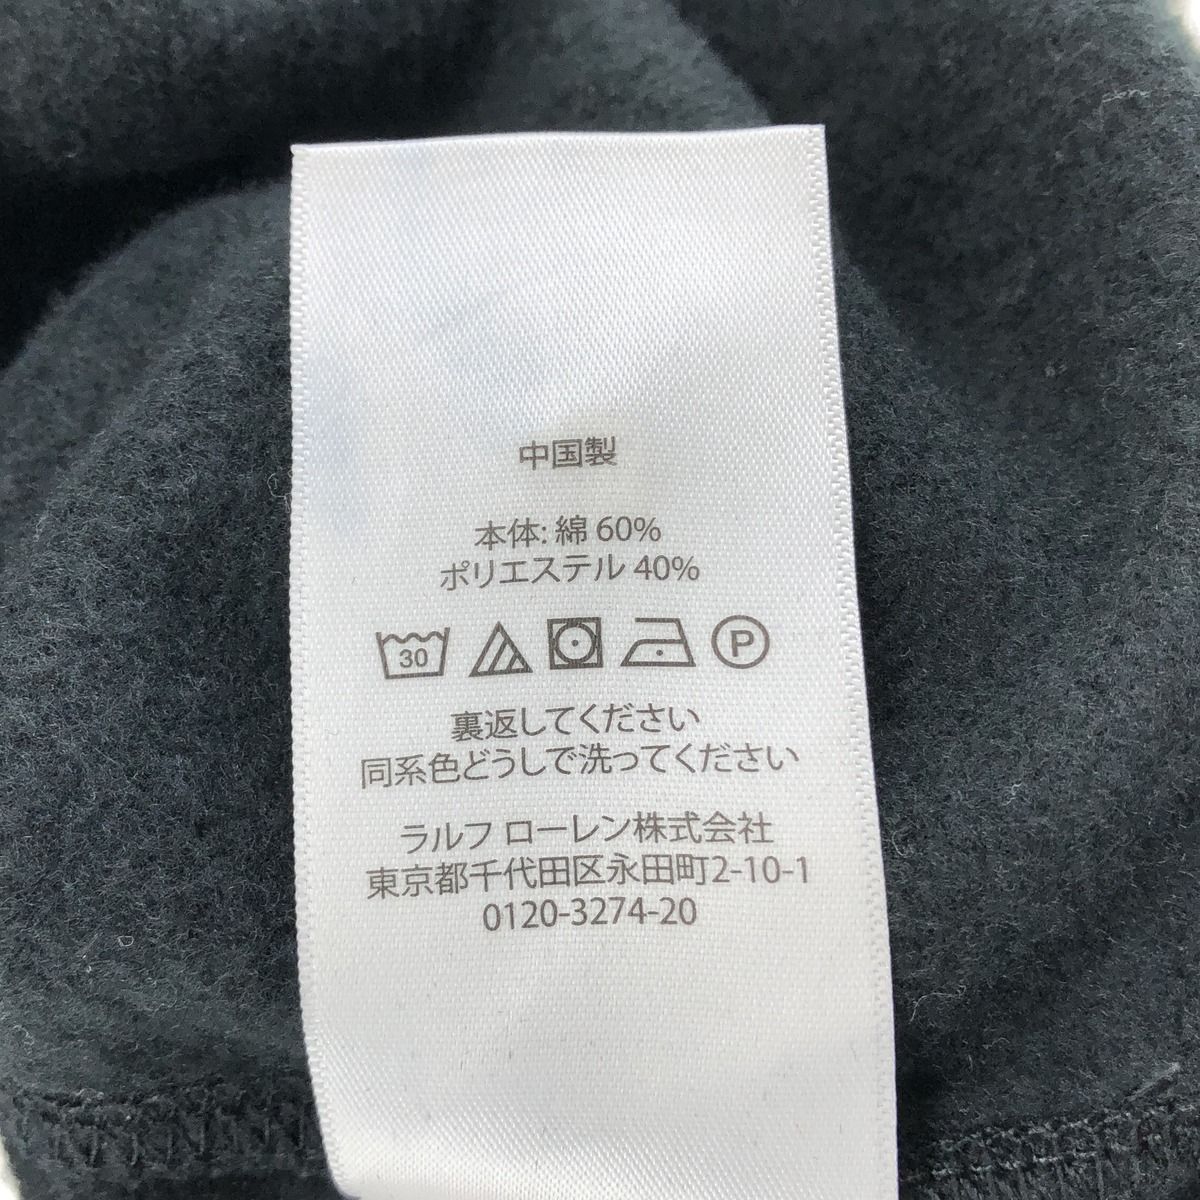 中国製
本体: 綿 60%
ポリエステル 40%
30 P
裏返してください
同系色どうしで洗ってください
ラルフ ローレン株式会社
東京都千代田区永田町2-10-1
0120-3274-20